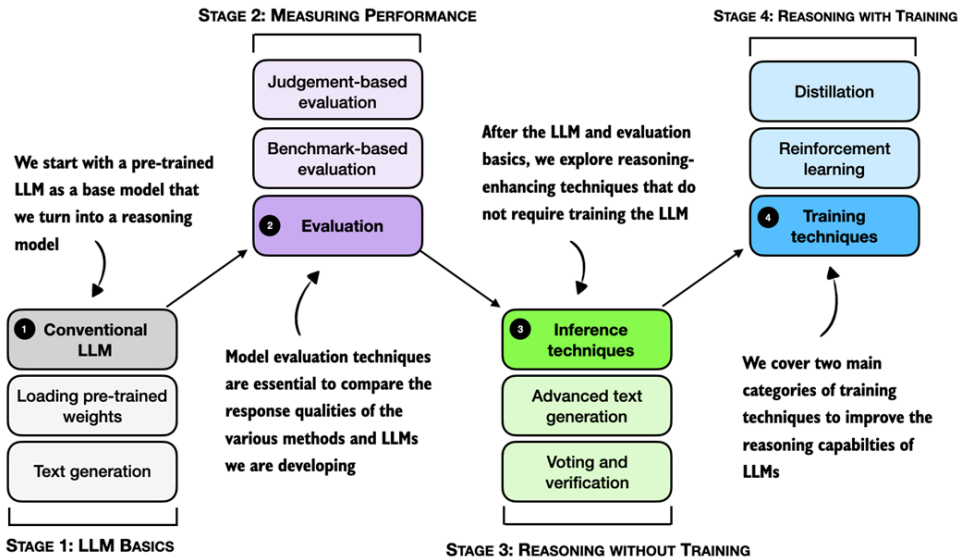 STAGE 2: MEASURING PERFORMANCE
Judgement-based
evaluation
Benchmark-based
evaluation
2 Evaluation
STAGE 4: REASONING WITH TRAINING
Distillation
Reinforcement
learning
4 Training
techniques
We start with a pre-trained
LLM as a base model that
we turn into a reasoning
model
After the LLM and evaluation
basics, we explore reasoning-
enhancing techniques that do
not require training the LLM
1 Conventional
LLM
Loading pre-trained
weights
Text generation
STAGE 1: LLM BASICS
Model evaluation techniques
are essential to compare the
response qualities of the
various methods and LLMs
we are developing
3 Inference
techniques
Advanced text
generation
Voting and
verification
STAGE 3: REASONING WITHOUT TRAINING
We cover two main
categories of training
techniques to improve the
reasoning capabilties of
LLMs